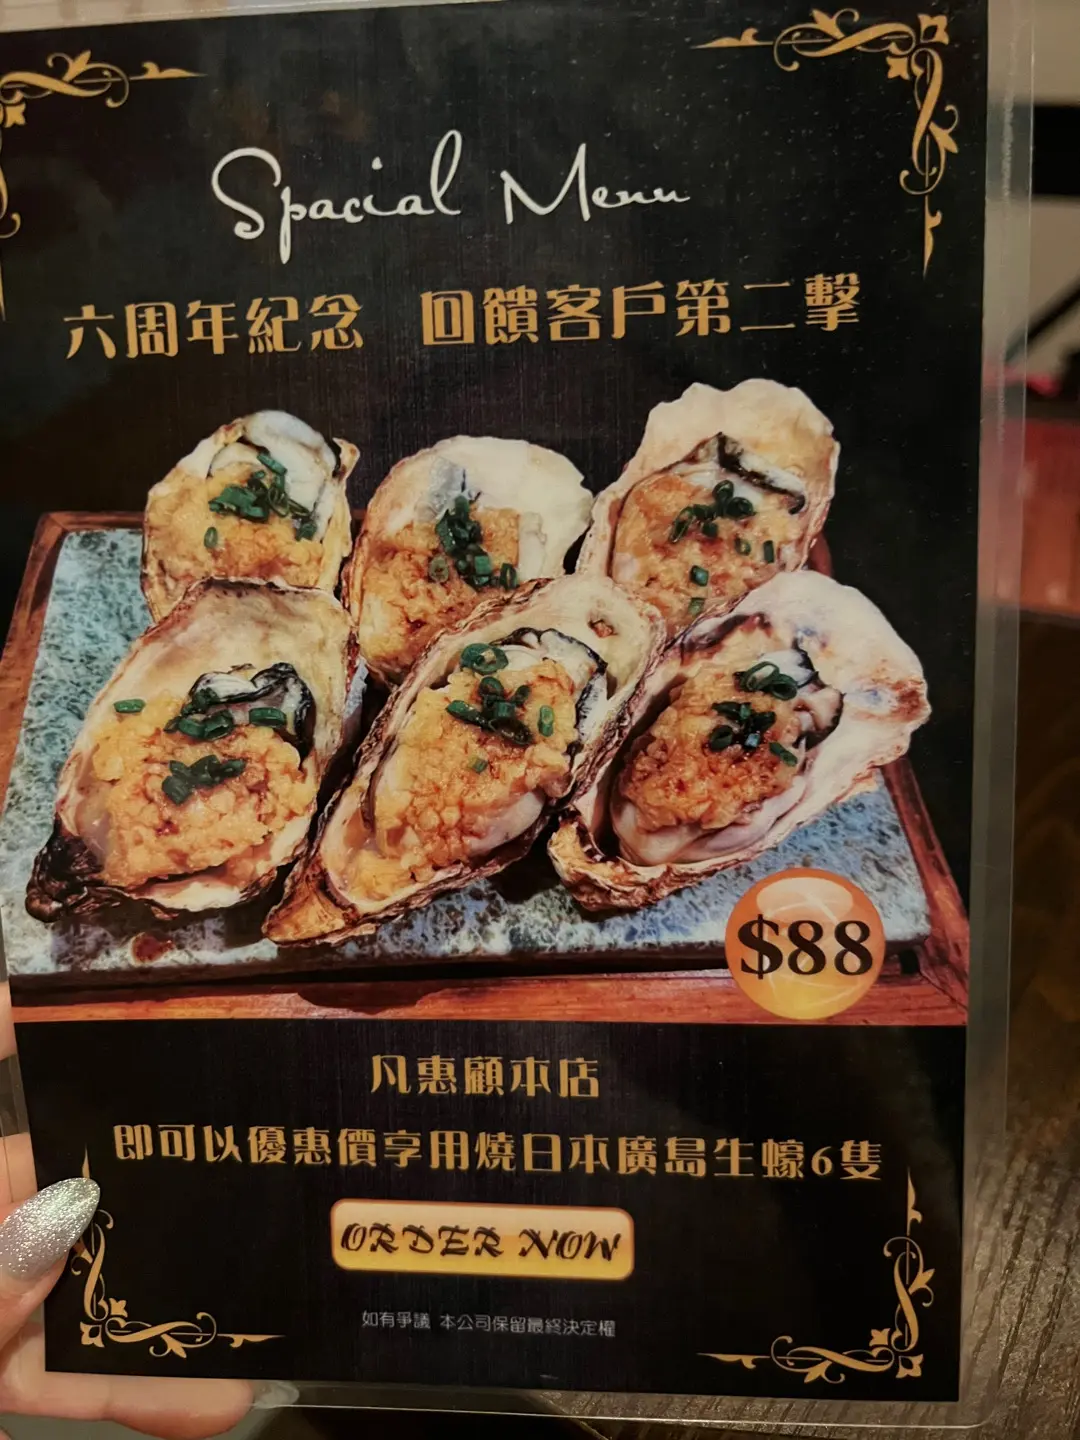 Spacial Menu
六周年紀念 回饋客戶第二擊
$88
凡惠顧本店
即可以優惠價享用燒日本廣島生蠔6隻
ORDER NOW
如有爭議 本公司保留最終決定權